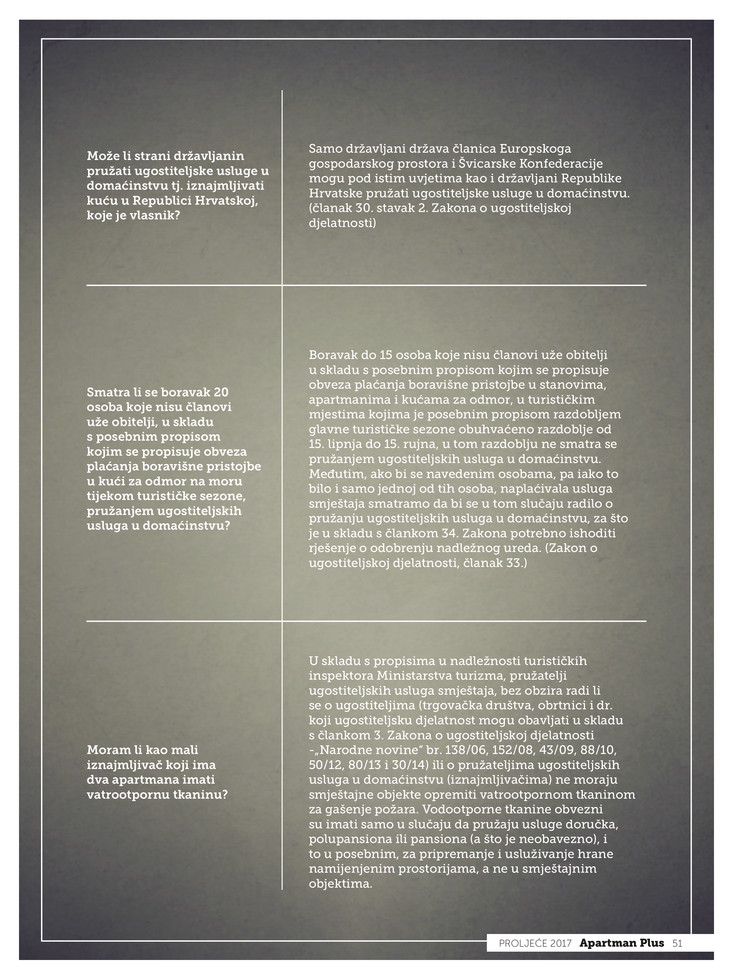 Može li strani državljanin
pružati ugostiteljske usluge u
domaćinstvu tj. iznajmljivati
kuću u Republici Hrvatskoj,
koje je vlasnik?
Samo državljani država članica Europskoga
gospodarskog prostora i Švicarske Konfederacije
mogu pod istim uvjetima kao i državljani Republike
Hrvatske pružati ugostiteljske usluge u domaćinstvu.
(članak 30. stavak 2. Zakona o ugostiteljskoj
djelatnosti)
Smatra li se boravak 20
osoba koje nisu članovi
uže obitelji, u skladu
s posebnim propisom
kojim se propisuje obveza
plaćanja boravišne pristojbe
u kući za odmor na moru
tijekom turističke sezone,
pružanjem ugostiteljskih
usluga u domaćinstvu?
Boravak do 15 osoba koje nisu članovi uže obitelji
u skladu s posebnim propisom kojim se propisuje
obveza plaćanja boravišne pristojbe u stanovima,
apartmanima i kućama za odmor, u turističkim
mjestima kojima je posebnim propisom razdobljem
glavne turističke sezone obuhvaćeno razdoblje od
15. lipnja do 15. rujna, u tom razdoblju ne smatra se
pružanjem ugostiteljskih usluga u domaćinstvu.
Međutim, ako bi se navedenim osobama, pa iako to
bilo i samo jednoj od tih osoba, naplaćivala usluga
smještaja smatramo da bi se u tom slučaju radilo o
pružanju ugostiteljskih usluga u domaćinstvu, za što
je u skladu s člankom 34. Zakona potrebno ishoditi
rješenje o odobrenju nadležnog ureda. (Zakon o
ugostiteljskoj djelatnosti, članak 33.)
Moram li kao mali
iznajmljivač koji ima
dva apartmana imati
vatrootpornu tkaninu?
U skladu s propisima u nadležnosti turističkih
inspektora Ministarstva turizma, pružatelji
ugostiteljskih usluga smještaja, bez obzira radi li
se o ugostiteljima (trgovačka društva, obrtnici i dr.
koji ugostiteljsku djelatnost mogu obavljati u skladu
s člankom 3. Zakona o ugostiteljskoj djelatnosti
-„Narodne novine" br. 138/06, 152/08, 43/09, 88/10,
50/12, 80/13 i 30/14) ili o pružateljima ugostiteljskih
usluga u domaćinstvu (iznajmljivačima) ne moraju
smještajne objekte opremiti vatrootpornom tkaninom
za gašenje požara. Vodootporne tkanine obvezni
su imati samo u slučaju da pružaju usluge doručka,
polupansiona ili pansiona (a što je neobavezno), i
to u posebnim, za pripremanje i usluživanje hrane
namijenjenim prostorijama, a ne u smještajnim
objektima.
PROLJEĆE 2017 Apartman Plus 51